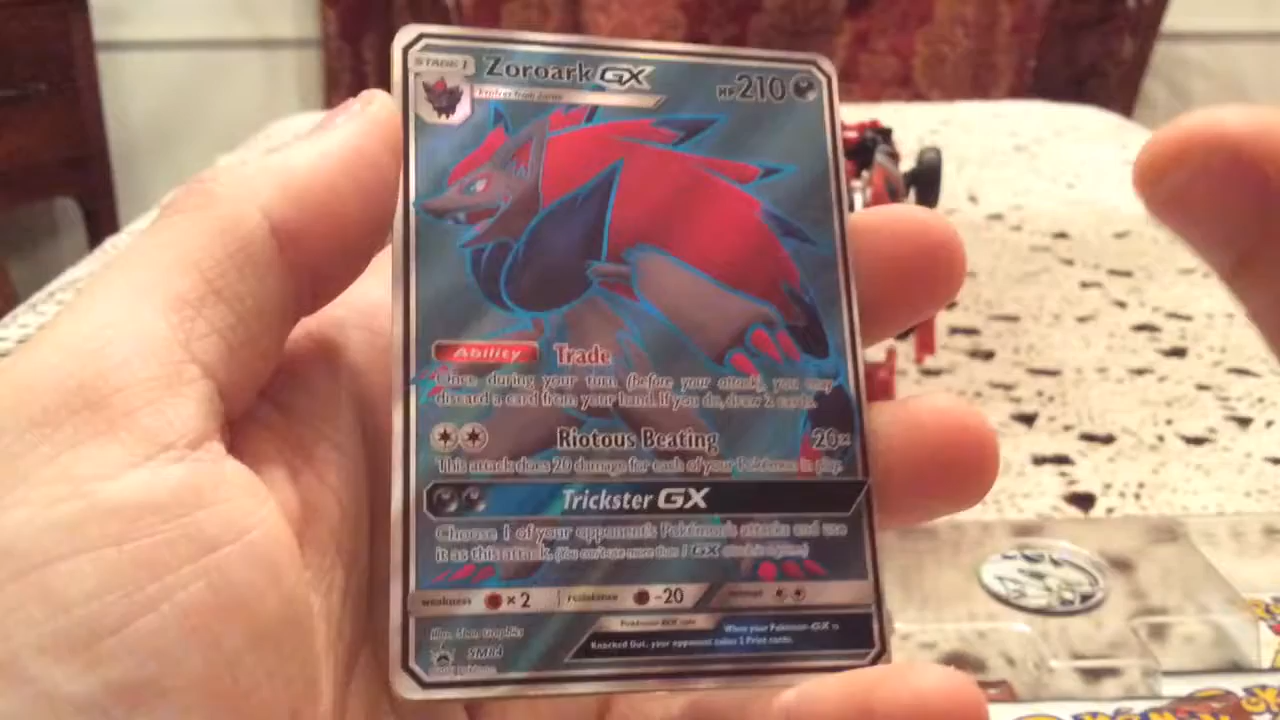 STAGE 1
Zoroark GX
HP 210
Evolves from Zorua
Ability Trade
Once during your turn (before your attack), you may
discard a card from your hand. If you do, draw 2 cards.
Riotous Beating 20×
This attack does 20 damage for each of your Pokémon in play.
Trickster GX
Choose 1 of your opponent's Pokémon's attacks and use
it as this attack. (You can't use more than 1 GX attack in a game.)
weakness ×2 resistance -20 retreat
Pokémon-GX rule
When your Pokémon-GX is
Knocked Out, your opponent takes 2 Prize cards.
Illus.
Graphics
SM84